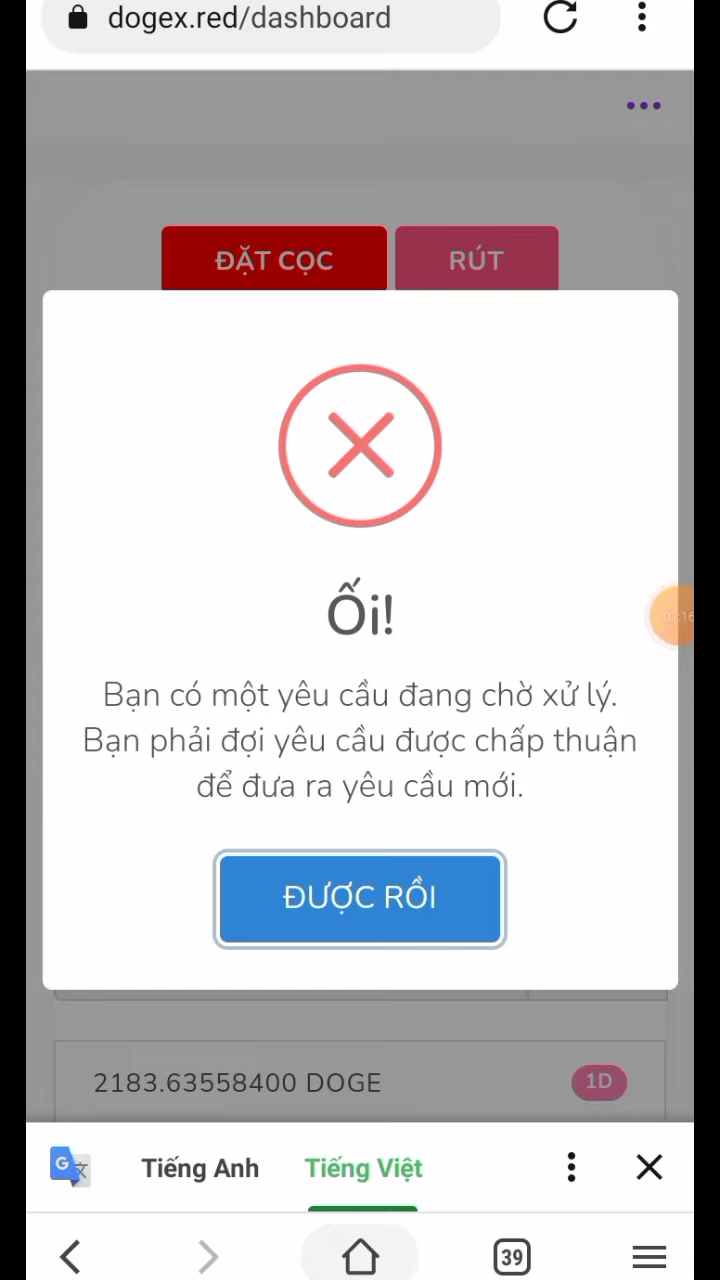 dogex.red/dashboard
ĐẶT CỌC
RÚT
Ối!
Bạn có một yêu cầu đang chờ xử lý.
Bạn phải đợi yêu cầu được chấp thuận
để đưa ra yêu cầu mới.
ĐƯỢC RỒI
2183.63558400 DOGE
1D
G
Tiếng Anh
Tiếng Việt
39